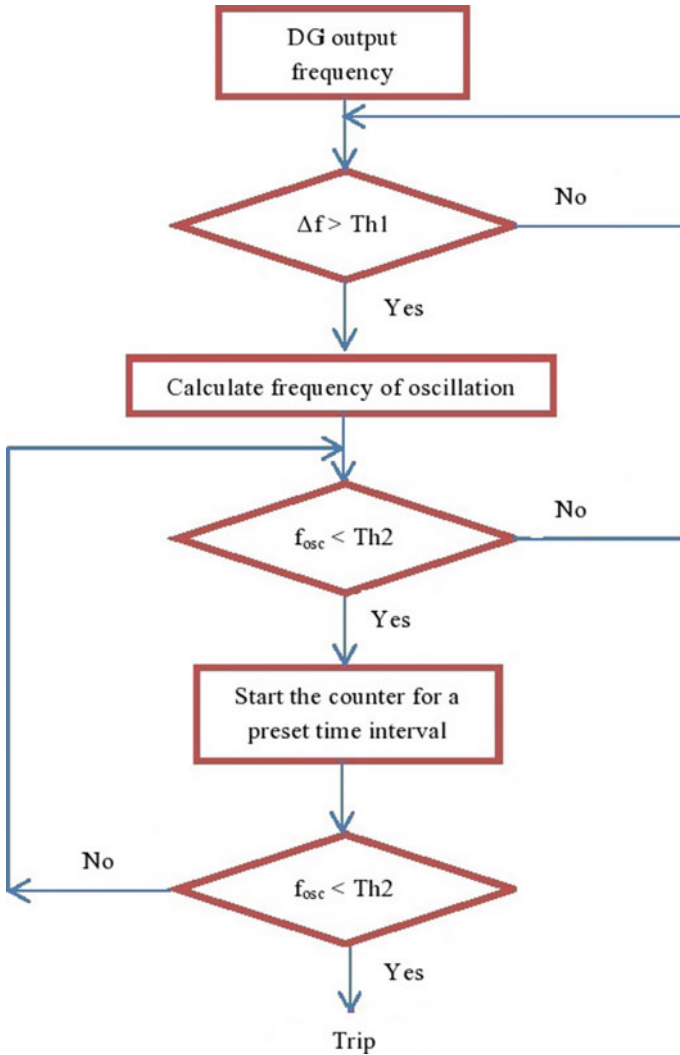 DG output
frequency
Δf > Th1
No
Yes
Calculate frequency of oscillation
fosc < Th2
No
Yes
Start the counter for a
preset time interval
No
fosc < Th2
Yes
Trip